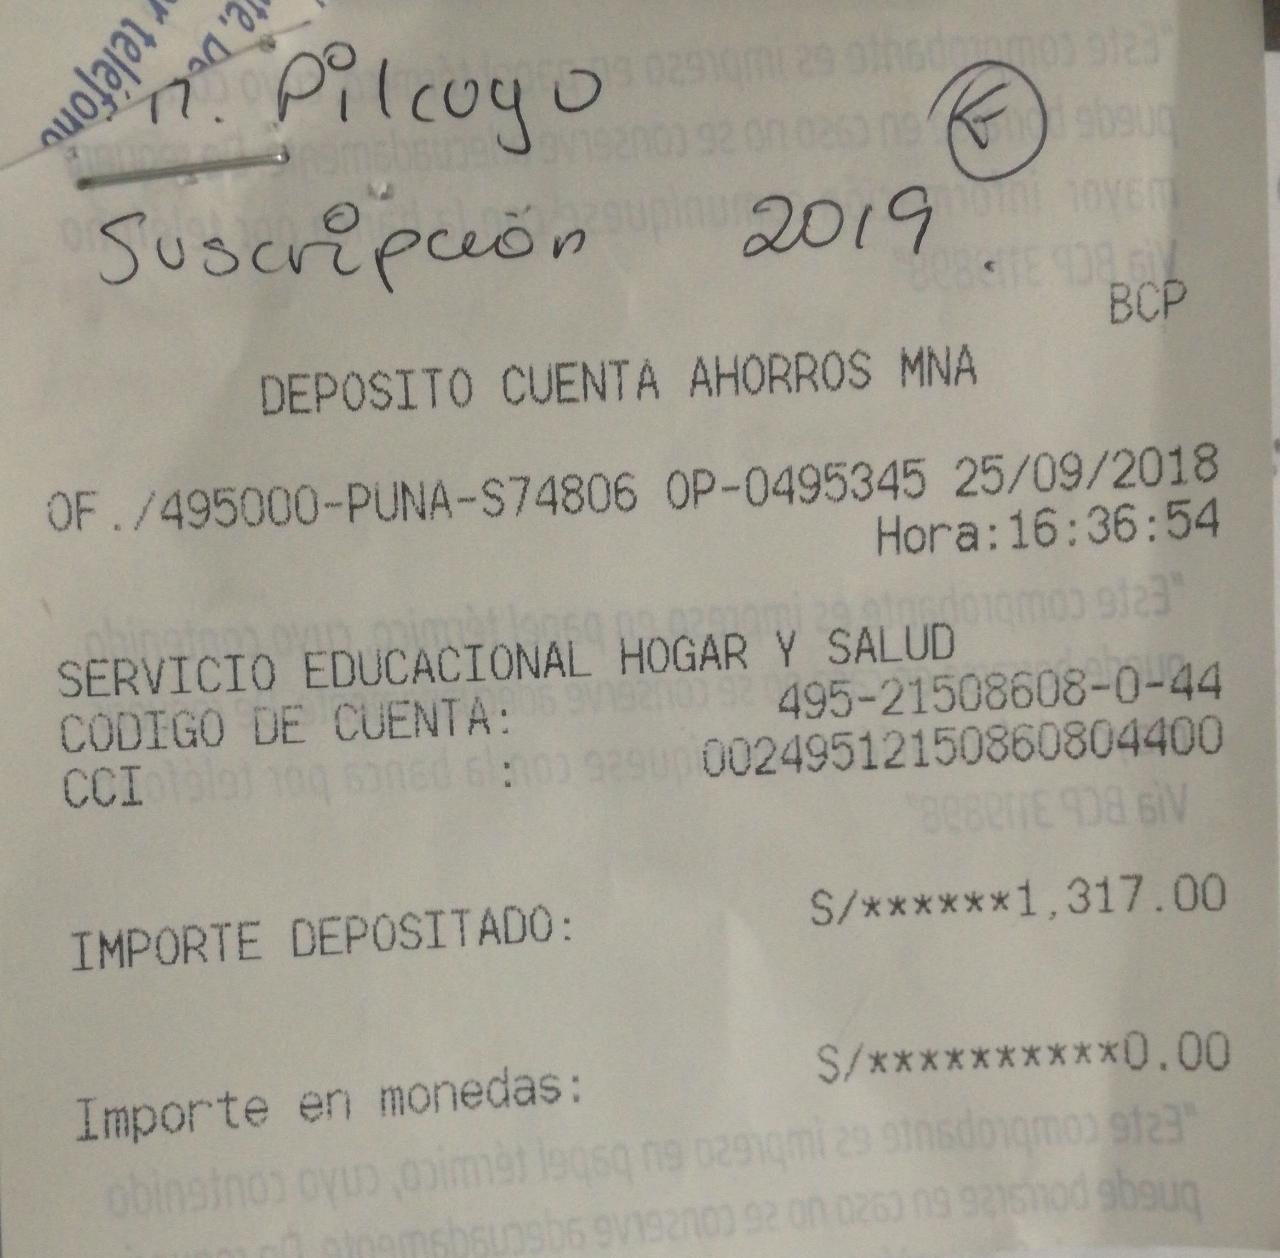 n. Pilcuyo
Suscripción 2019.
BCP
DEPOSITO CUENTA AHORROS MNA
OF./495000-PUNA-S74806 OP-0495345 25/09/2018
Hora:16:36:54
SERVICIO EDUCACIONAL HOGAR Y SALUD
CODIGO DE CUENTA: 495-21508608-0-44
CCI : 00249512150860804400
IMPORTE DEPOSITADO: S/******1,317.00
Importe en monedas: S/**********0.00